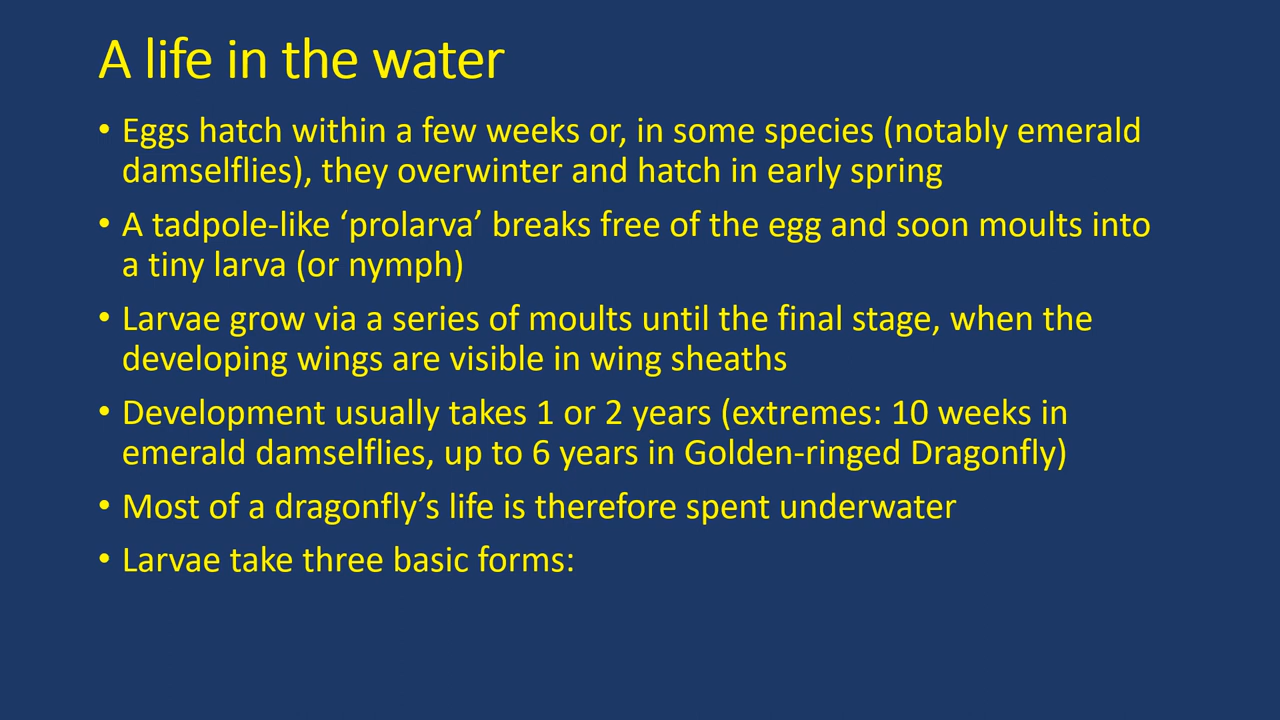 A life in the water
• Eggs hatch within a few weeks or, in some species (notably emerald
damselflies), they overwinter and hatch in early spring
• A tadpole-like ‘prolarva’ breaks free of the egg and soon moults into
a tiny larva (or nymph)
• Larvae grow via a series of moults until the final stage, when the
developing wings are visible in wing sheaths
• Development usually takes 1 or 2 years (extremes: 10 weeks in
emerald damselflies, up to 6 years in Golden-ringed Dragonfly)
• Most of a dragonfly’s life is therefore spent underwater
• Larvae take three basic forms: